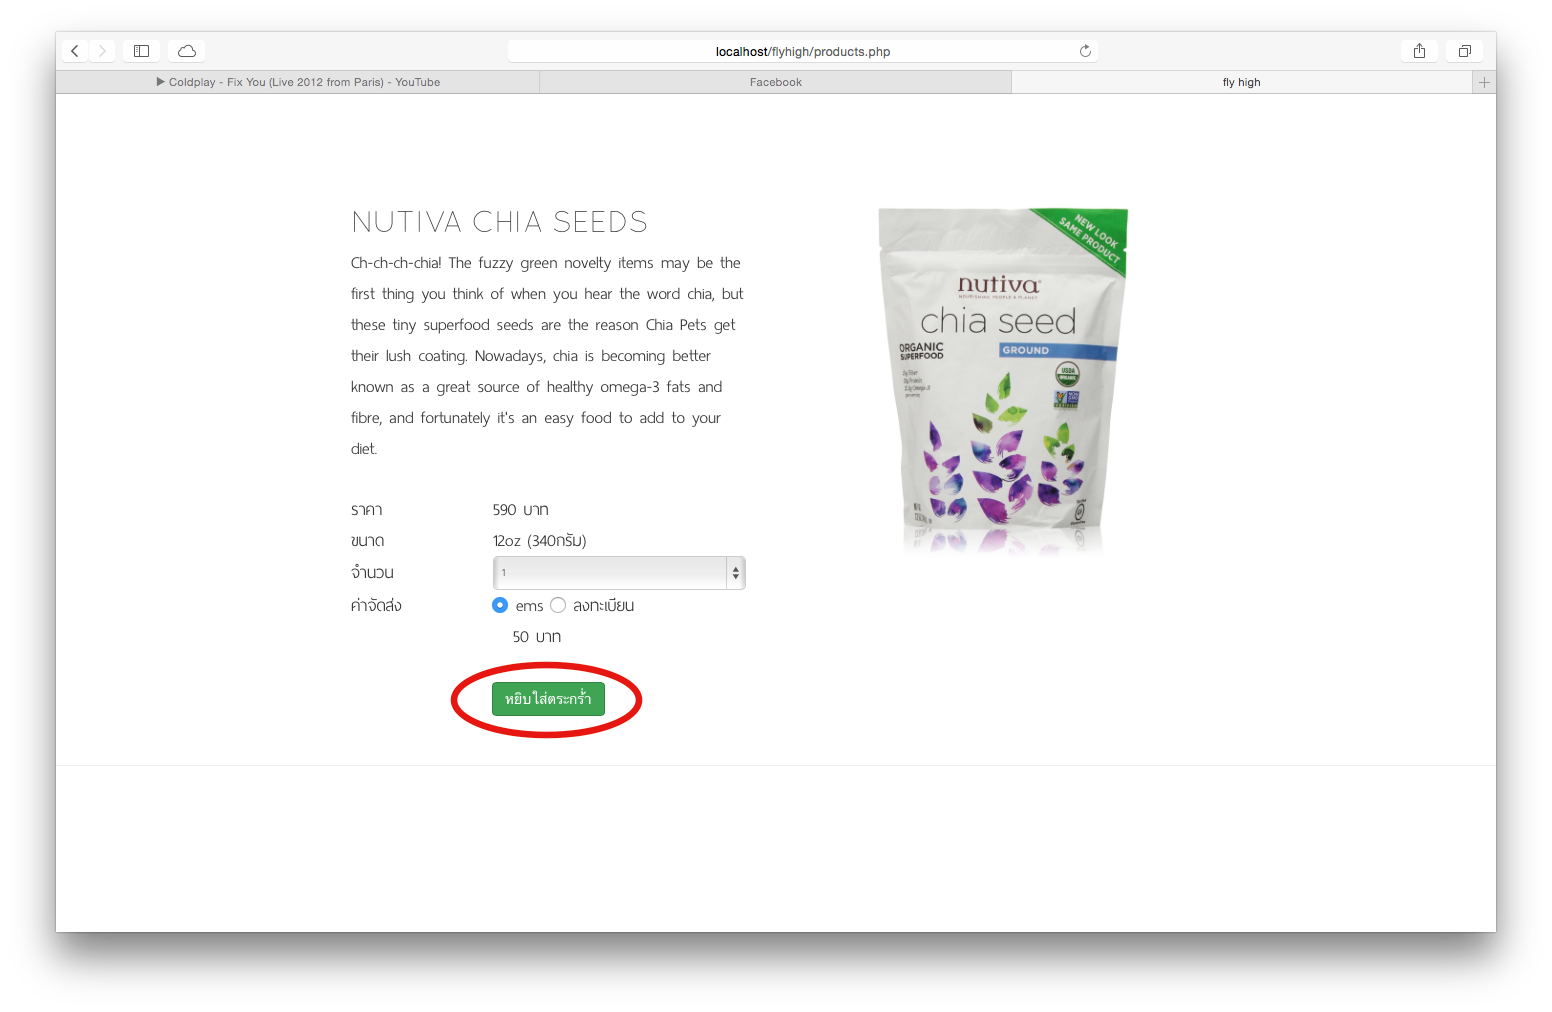 localhost/flyhigh/products.php
Coldplay - Fix You (Live 2012 from Paris) - YouTube
Facebook
fly high
NUTIVA CHIA SEEDS
Ch-ch-ch-chia! The fuzzy green novelty items may be the
first thing you think of when you hear the word chia, but
these tiny superfood seeds are the reason Chia Pets get
their lush coating. Nowadays, chia is becoming better
known as a great source of healthy omega-3 fats and
fibre, and fortunately it's an easy food to add to your
diet.
ราคา 590 บาท
ขนาด 12oz (340กรัม)
จำนวน 1
ค่าจัดส่ง ems ลงทะเบียน
50 บาท
หยิบใส่ตระกร้ำ
NEW LOOK
SAME PRODUCT
nutiva
NOURISHING PEOPLE & PLANET
chia seed
ORGANIC
SUPERFOOD
GROUND
USDA
ORGANIC